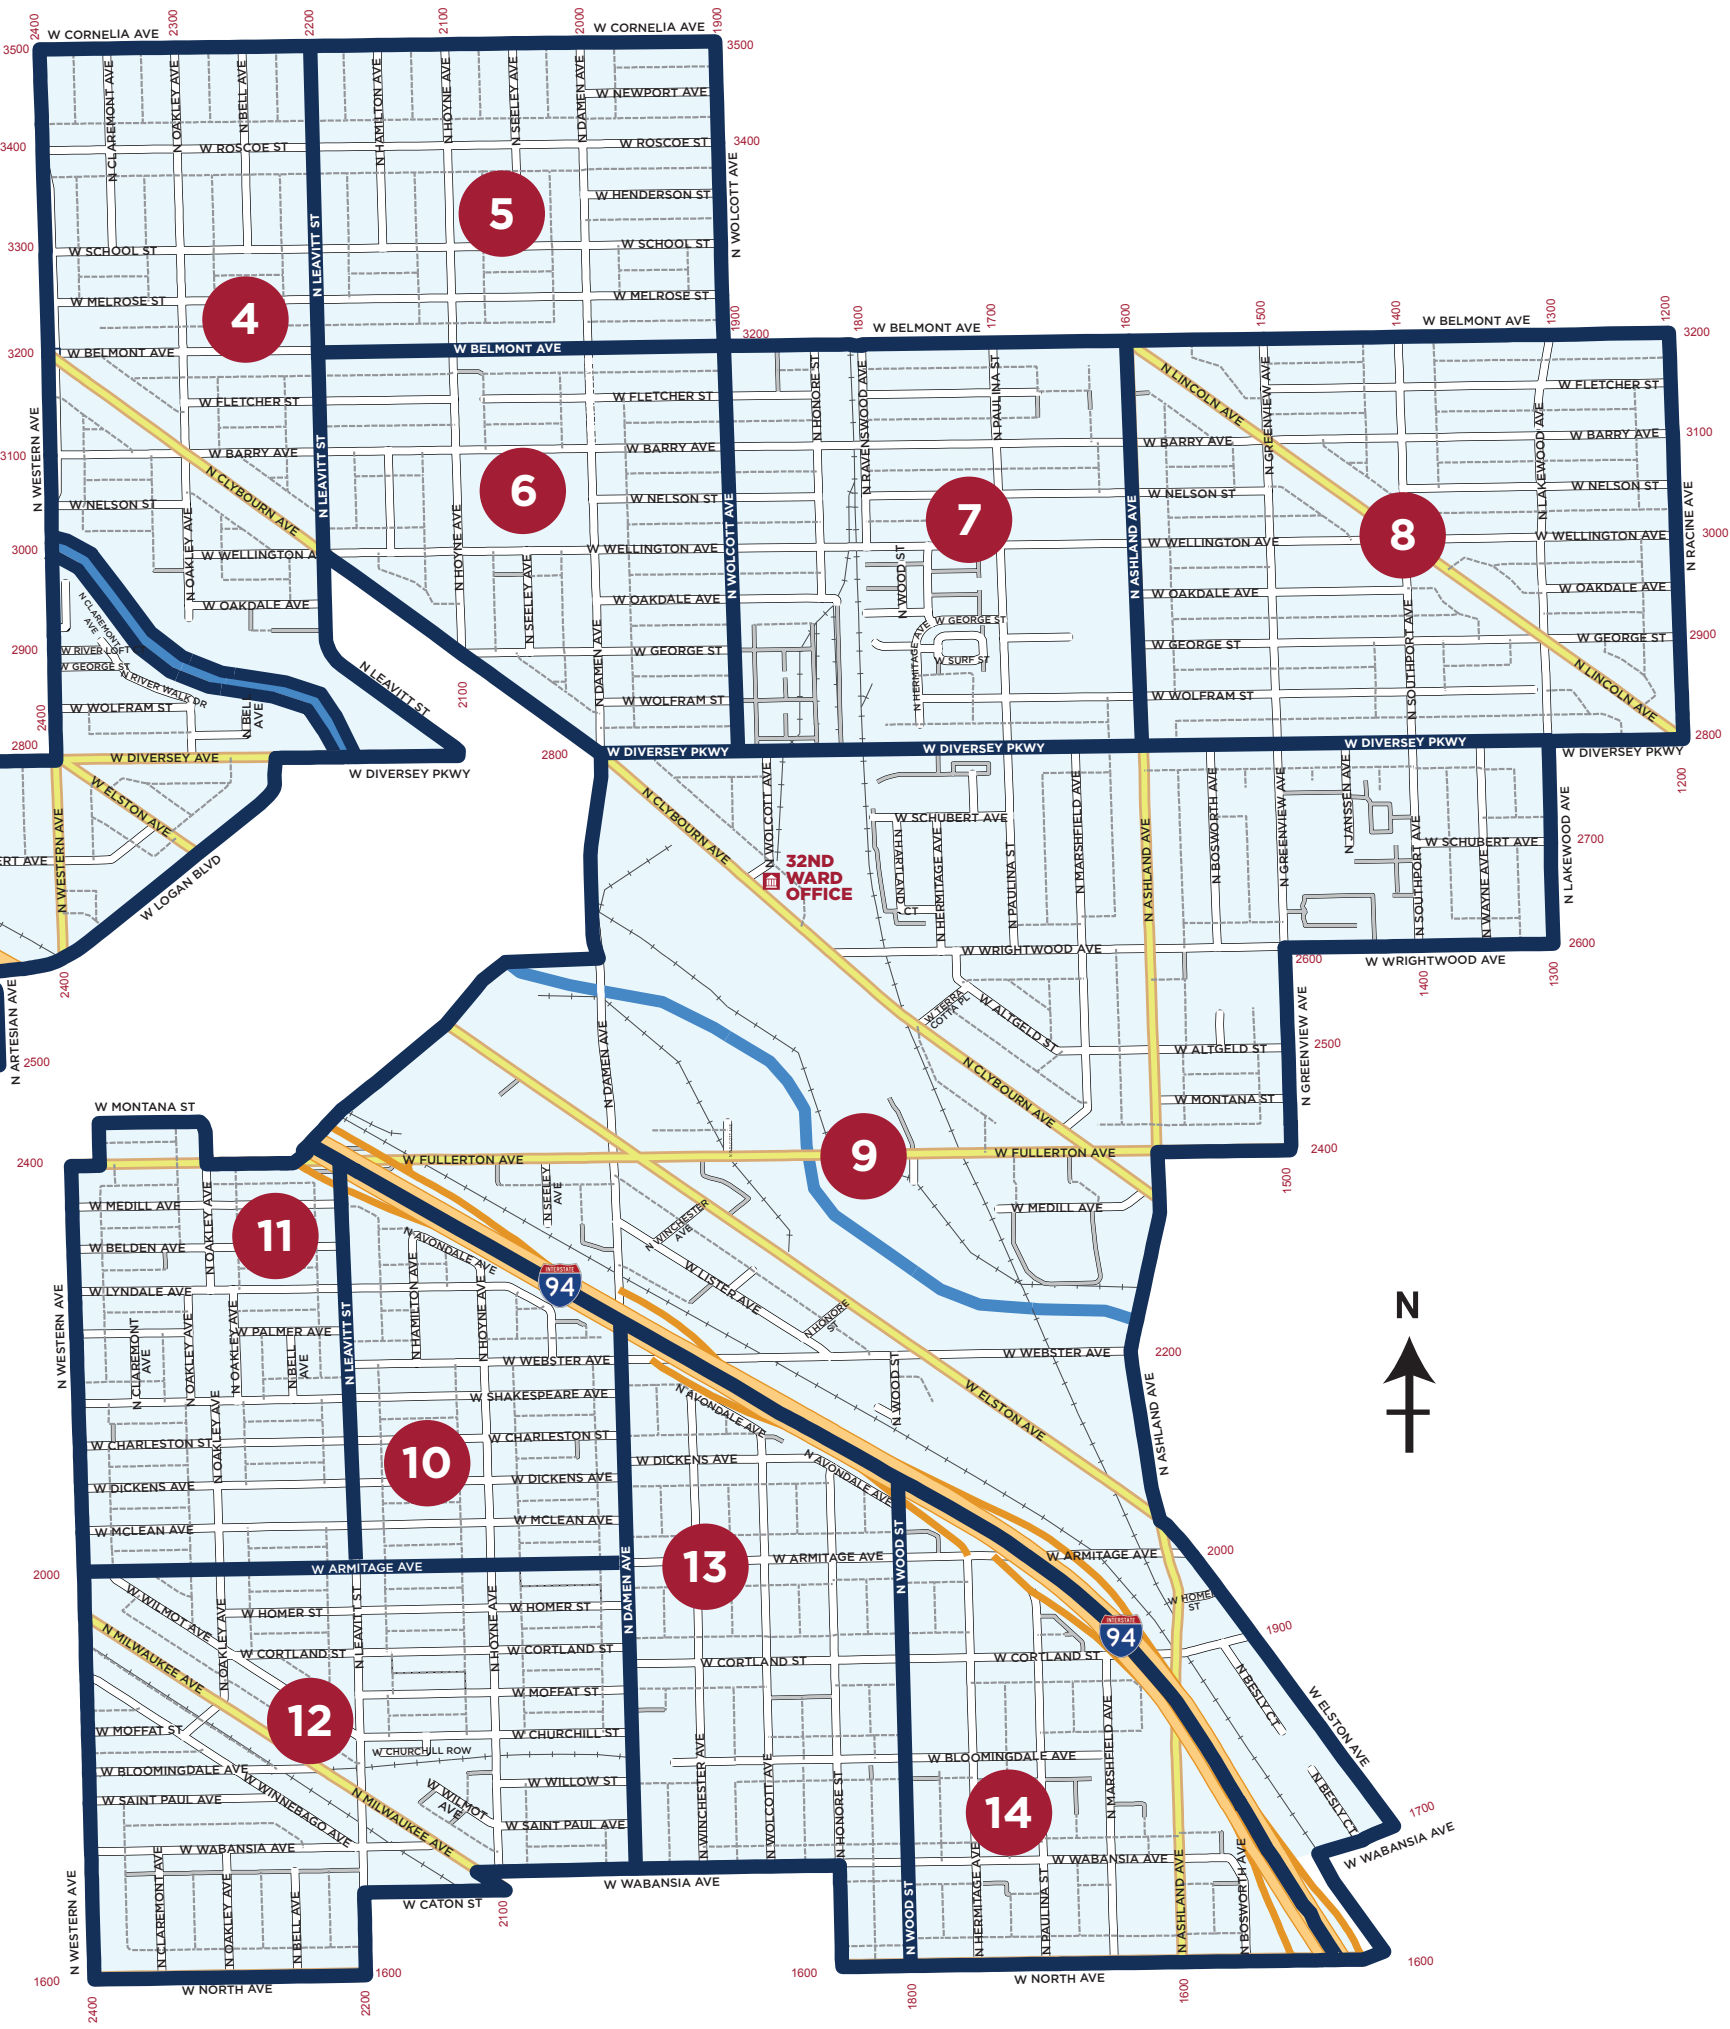 2400
2300
2200
2100
2000
1900
W CORNELIA AVE
W CORNELIA AVE
3500
3500
N CLAREMONT AVE
N OAKLEY AVE
N BELL AVE
N HAMILTON AVE
N HOYNE AVE
N SEELEY AVE
N DAMEN AVE
W NEWPORT AVE
3400
W ROSCOE ST
W ROSCOE ST
3400
N WOLCOTT AVE
5
W HENDERSON ST
3300
W SCHOOL ST
N LEAVITT ST
W SCHOOL ST
W MELROSE ST
4
W MELROSE ST
1900
3200
1800
W BELMONT AVE
1700
1600
1500
1400
W BELMONT AVE
1300
1200
3200
3200
W BELMONT AVE
W BELMONT AVE
N HONORE ST
N RAVENSWOOD AVE
N PAULINA ST
N LINCOLN AVE
N GREENVIEW AVE
W FLETCHER ST
W FLETCHER ST
W FLETCHER ST
N WESTERN AVE
3100
W BARRY AVE
N LEAVITT ST
W BARRY AVE
W BARRY AVE
N LAKEWOOD AVE
W BARRY AVE
3100
N CLYBOURN AVE
6
W NELSON ST
W NELSON ST
N WOLCOTT AVE
7
N ASHLAND AVE
W NELSON ST
8
W NELSON ST
N RACINE AVE
3000
N OAKLEY AVE
W WELLINGTON A
N HOYNE AVE
W WELLINGTON AVE
N WOOD ST
W WELLINGTON AVE
W WELLINGTON AVE
3000
N SEELEY AVE
N CLAREMONT
AVE
W OAKDALE AVE
W OAKDALE AVE
W OAKDALE AVE
W OAKDALE AVE
N SOUTHPORT AVE
2900
W RIVER LOFT
W GEORGE ST
N RIVER WALK DR
N LEAVITT ST
2100
N DAMEN AVE
W GEORGE ST
N HERMITAGE AVE
W GEORGE ST
W SURF ST
W GEORGE ST
W GEORGE ST
2900
2400
W WOLFRAM ST
N BELL
AVE
W WOLFRAM ST
W WOLFRAM ST
N LINCOLN AVE
2800
W DIVERSEY AVE
W DIVERSEY PKWY
2800
W DIVERSEY PKWY
W DIVERSEY PKWY
W DIVERSEY PKWY
W DIVERSEY PKWY
2800
1200
W ELSTON AVE
N WESTERN AVE
ERT AVE
W LOGAN BLVD
N CLYBOURN AVE
N WOLCOTT AVE
32ND
WARD
OFFICE
W SCHUBERT AVE
N HARTLAND
CT
N HERMITAGE AVE
N PAULINA ST
N MARSHFIELD AVE
N ASHLAND AVE
N BOSWORTH AVE
N GREENVIEW AVE
N JANSSEN AVE
N SOUTHPORT AVE
W SCHUBERT AVE
N WAYNE AVE
N LAKEWOOD AVE
2700
W WRIGHTWOOD AVE
2600
W WRIGHTWOOD AVE
2600
1400
1300
2400
N ARTESIAN AVE
2500
N DAMEN AVE
W TERRA
COTTA PL
W ALTGELD ST
W ALTGELD ST
N GREENVIEW AVE
2500
N CLYBOURN AVE
W MONTANA ST
W MONTANA ST
2400
W FULLERTON AVE
9
W FULLERTON AVE
2400
1500
W MEDILL AVE
N OAKLEY AVE
11
N SEELEY
AVE
N WINCHESTER
AVE
W MEDILL AVE
W BELDEN AVE
N AVONDALE AVE
INTERSTATE
94
W LISTER AVE
W LYNDALE AVE
N WESTERN AVE
N HAMILTON AVE
N HOYNE AVE
N HONORE
ST
N
CLAREMONT
AVE
N OAKLEY AVE
N OAKLEY AVE
W PALMER AVE
N BELL
AVE
N LEAVITT ST
W WEBSTER AVE
N WOOD ST
W WEBSTER AVE
2200
W SHAKESPEARE AVE
N AVONDALE AVE
W ELSTON AVE
N ASHLAND AVE
W CHARLESTON ST
N OAKLEY AVE
10
W CHARLESTON ST
W DICKENS AVE
N AVONDALE AVE
W DICKENS AVE
W DICKENS AVE
W MCLEAN AVE
W MCLEAN AVE
2000
W ARMITAGE AVE
N DAMEN AVE
13
W ARMITAGE AVE
N WOOD ST
W ARMITAGE AVE
2000
W WILMOT AVE
N OAKLEY AVE
W HOMER ST
N LEAVITT ST
N HOYNE AVE
W HOMER ST
W HOMER
ST
INTERSTATE
94
1900
N MILWAUKEE AVE
W CORTLAND ST
W CORTLAND ST
W CORTLAND ST
W CORTLAND ST
N BESLY CT
W MOFFAT ST
12
W MOFFAT ST
W CHURCHILL ST
W CHURCHILL ROW
N WINCHESTER AVE
N WOLCOTT AVE
N HONORE ST
W BLOOMINGDALE AVE
N MARSHFIELD AVE
W ELSTON AVE
W BLOOMINGDALE AVE
W SAINT PAUL AVE
W WINNEBAGO AVE
N MILWAUKEE AVE
W WILMOT
AVE
W WILLOW ST
W SAINT PAUL AVE
14
N BESLY CT
1700
W WABANSIA AVE
W WABANSIA AVE
W WABANSIA AVE
W WABANSIA AVE
N WESTERN AVE
N CLAREMONT AVE
N OAKLEY AVE
N BELL AVE
W CATON ST
2100
N WOOD ST
N HERMITAGE AVE
N PAULINA ST
N ASHLAND AVE
N BOSWORTH AVE
1600
W NORTH AVE
1600
1600
W NORTH AVE
1600
2400
2200
1800
1600
N